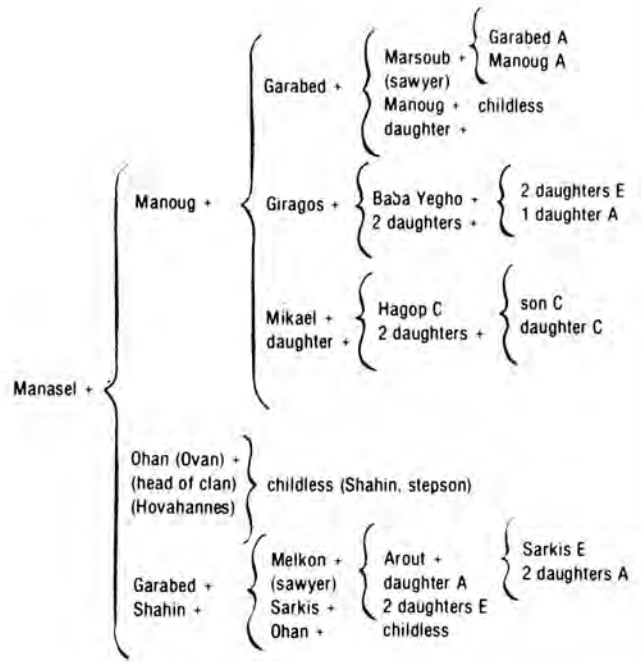 Garabed A
Marsoub +
Manoug A
(sawyer)
Garabed +
Manoug + childless
daughter +
Manoug +
Giragos +
Baba Yegho +
2 daughters +
2 daughters E
1 daughter A
Mikael +
daughter +
Hagop C
2 daughters +
son C
daughter C
Manasel +
Ohan (Ovan) +
(head of clan)
(Hovahannes)
childless (Shahin, stepson)
Garabed +
Shahin +
Melkon +
(sawyer)
Sarkis +
Ohan +
Arout +
daughter A
2 daughters E
childless
Sarkis E
2 daughters A